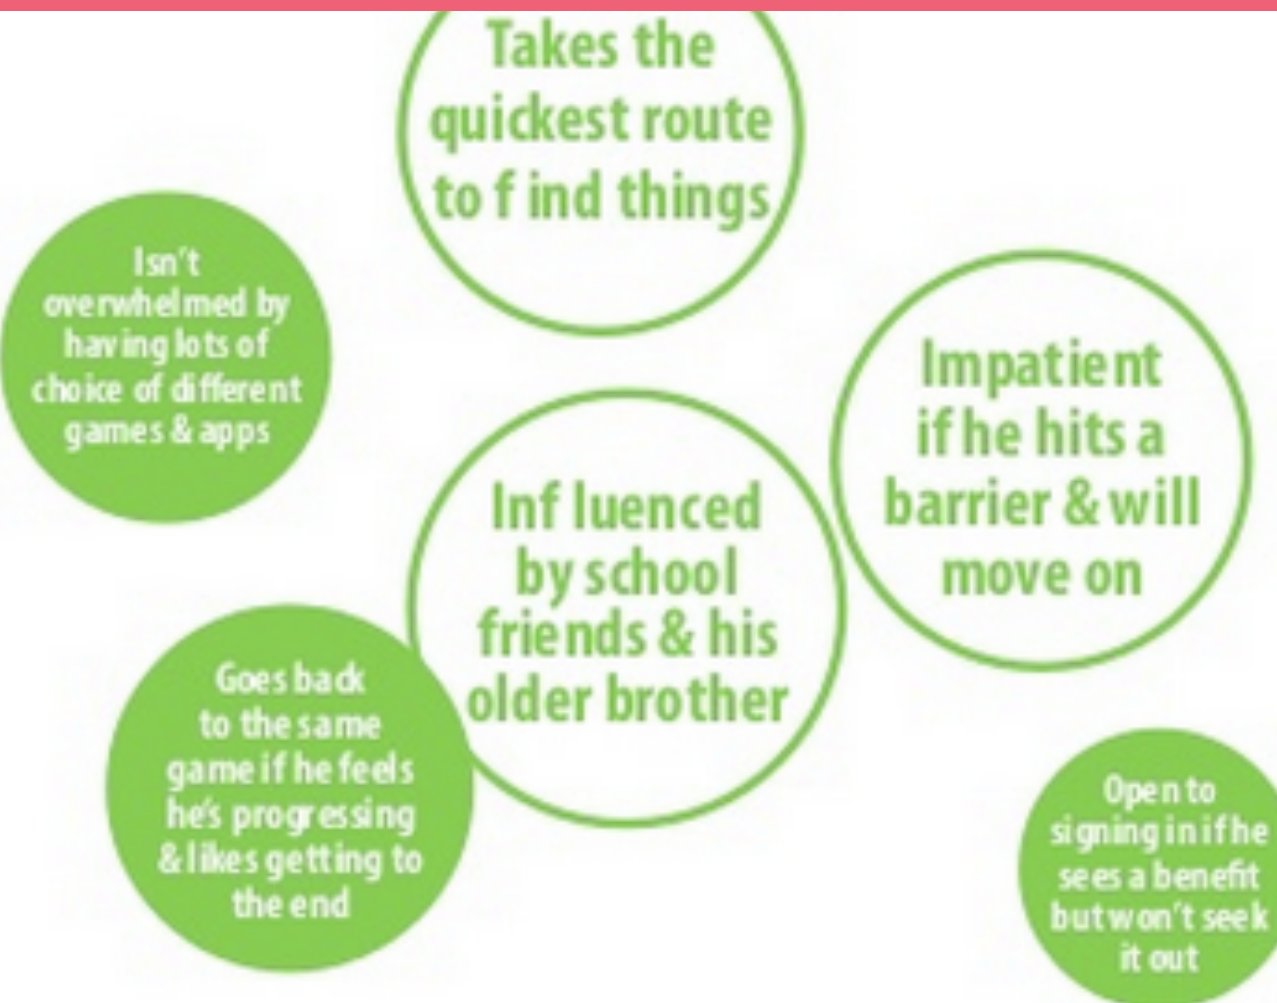 Takes the
quickest route
to f ind things
Isn't
overwhelmed by
having lots of
choice of different
games & apps
Impatient
if he hits a
barrier & will
move on
Inf luenced
by school
friends & his
older brother
Goes back
to the same
game if he feels
he's progressing
& likes getting to
the end
Open to
signing in if he
sees a benefit
but won't seek
it out